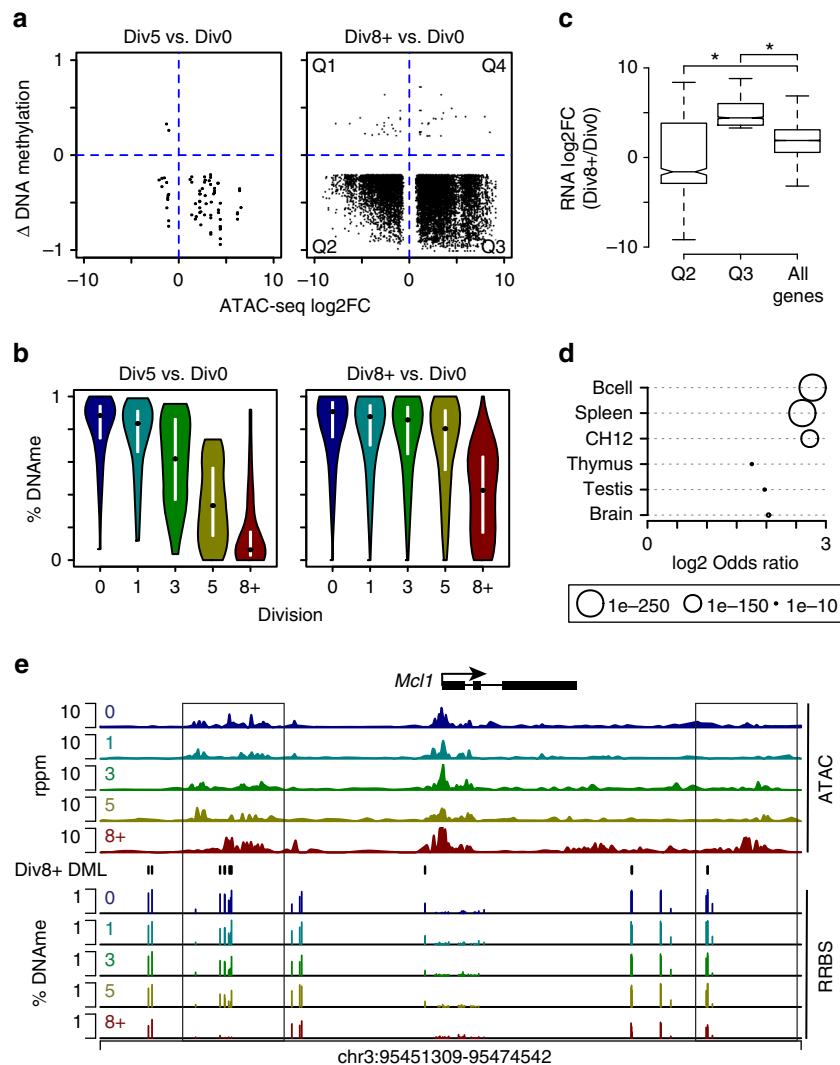 a
Div5 vs. Div0
Div8+ vs. Div0
Δ DNA methylation
1
0
−1
Q1
Q4
Q2
Q3
−10
0
10
−10
0
10
ATAC-seq log2FC
b
Div5 vs. Div0
Div8+ vs. Div0
% DNAme
1
0
0
1
3
5
8+
0
1
3
5
8+
Division
c
*
*
RNA log2FC
(Div8+/Div0)
10
0
−10
Q2
Q3
All
genes
d
Bcell
Spleen
CH12
Thymus
Testis
Brain
0
3
log2 Odds ratio
1e−250
1e−150
1e−10
e
Mcl1
rppm
10
0
10
1
10
3
10
5
10
8+
ATAC
Div8+ DML
% DNAme
1
0
1
1
1
3
1
5
1
8+
RRBS
chr3:95451309-95474542